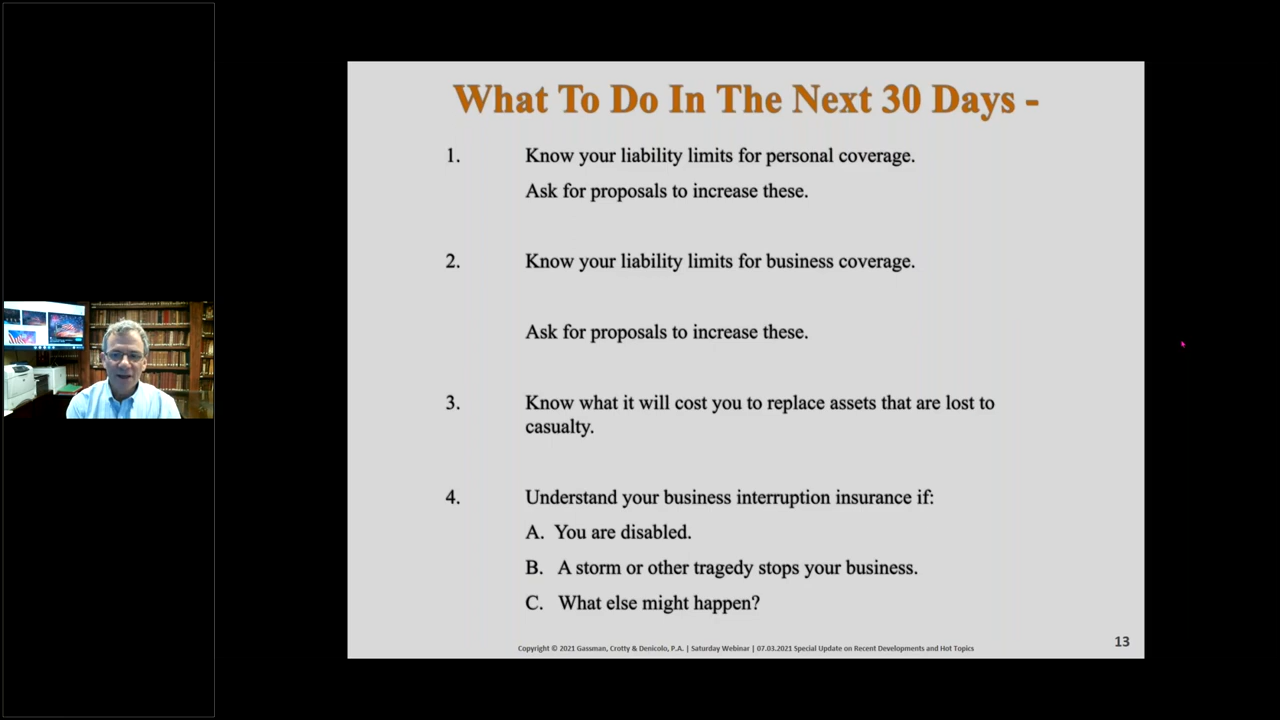 What To Do In The Next 30 Days -
1. Know your liability limits for personal coverage.
Ask for proposals to increase these.
2. Know your liability limits for business coverage.
Ask for proposals to increase these.
3. Know what it will cost you to replace assets that are lost to
casualty.
4. Understand your business interruption insurance if:
A. You are disabled.
B. A storm or other tragedy stops your business.
C. What else might happen?
Copyright © 2021 Gassman, Crotty & Denicolo, P.A. | Saturday Webinar | 07.03.2021 Special Update on Recent Developments and Hot Topics
13